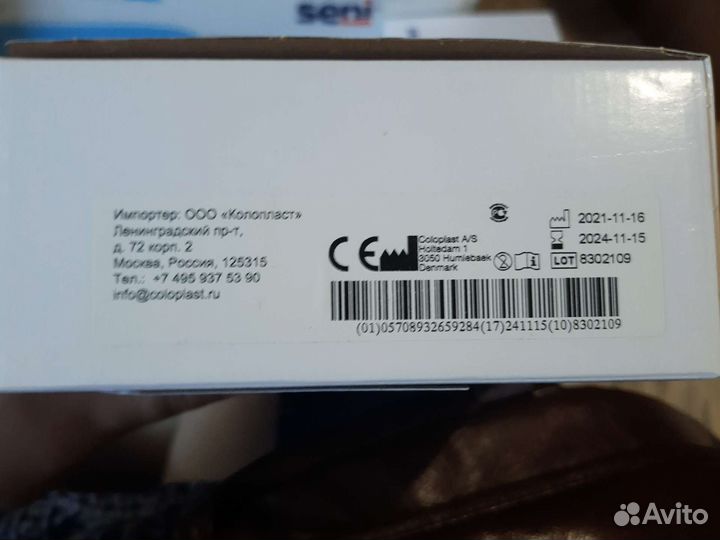 seni
Импортер: ООО «Колопласт»
Ленинградский пр-т,
д. 72 корп. 2
Москва, Россия, 125315
Тел.: +7 495 937 53 90
info@coloplast.ru
CE
Coloplast A/S
Holtedam 1
3050 Humlebaek
Denmark
2
i
2021-11-16
2024-11-15
LOT 8302109
(01)05708932659284(17)241115(10)8302109
Avito